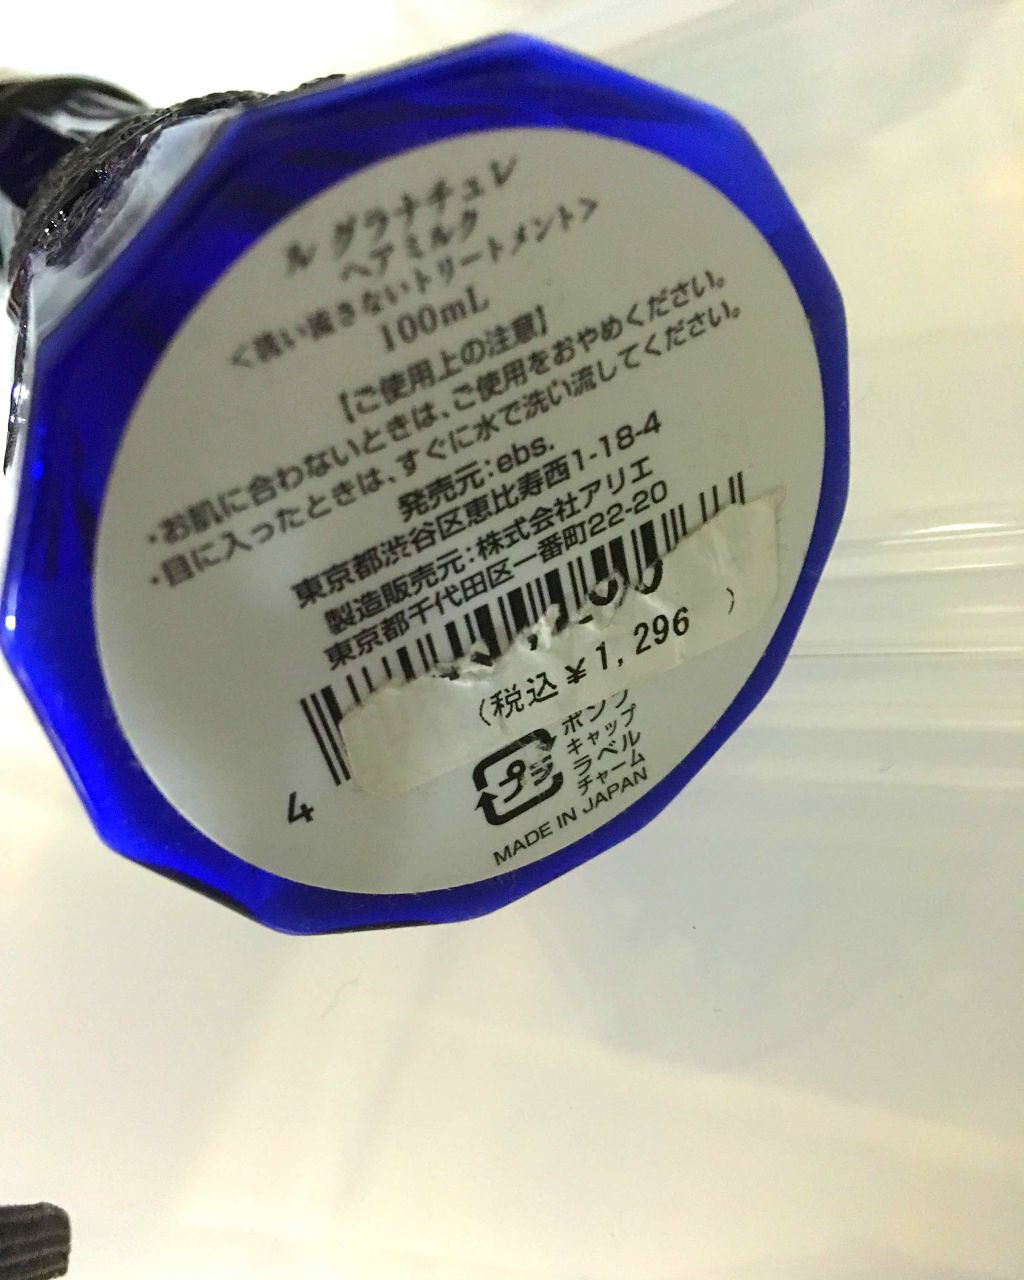 ル グラナチュレ
ヘアミルク
<洗い流さないトリートメント>
100mL
【ご使用上の注意】
・お肌に合わないときは、ご使用をおやめください。
・目に入ったときは、すぐに水で洗い流してください。
発売元:ebs.
東京都渋谷区恵比寿西1-18-4
製造販売元:株式会社アリエ
東京都千代田区一番町22-20
(税込¥1,296 )
4
プラ
ポンプ
キャップ
ラベル
チャーム
MADE IN JAPAN